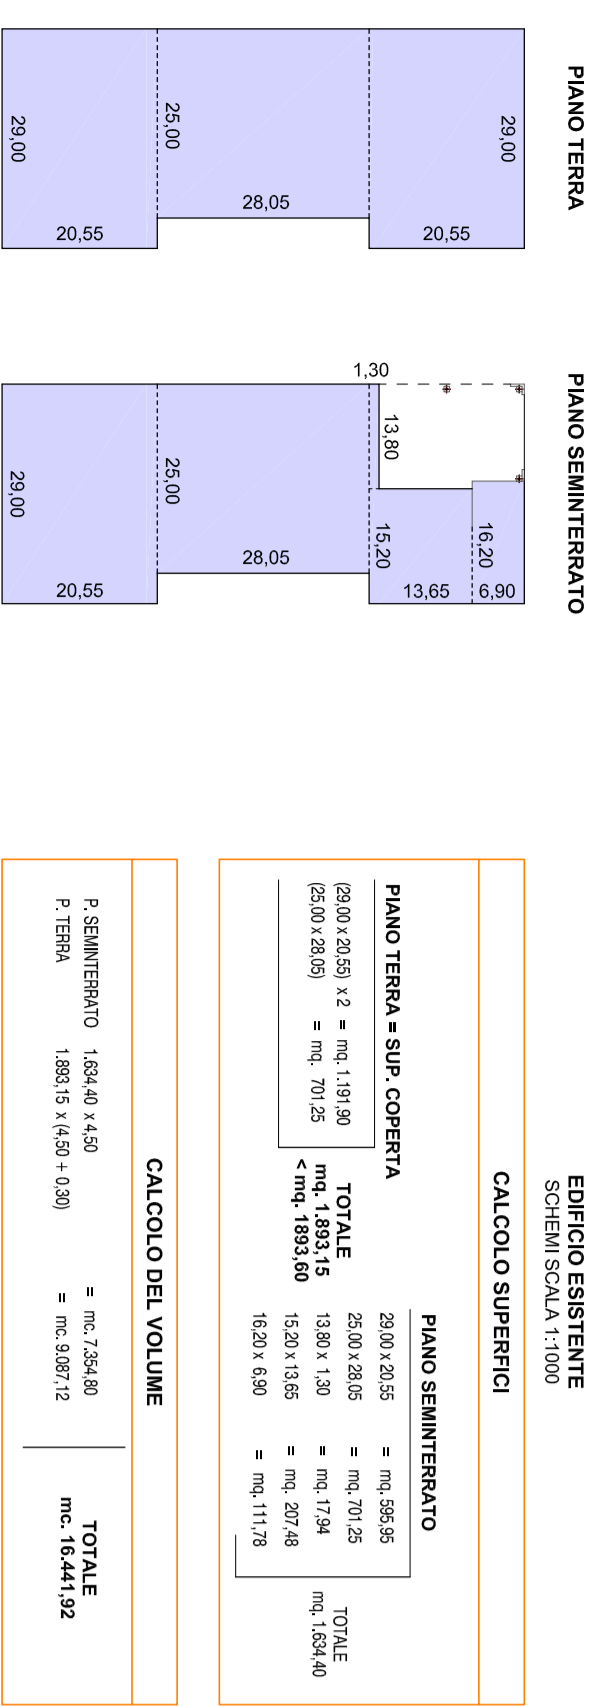 EDIFICIO ESISTENTE
SCHEMI SCALA 1:1000
PIANO TERRA
29,00
20,55
25,00
28,05
29,00
20,55
PIANO SEMINTERRATO
16,20
6,90
13,65
15,20
13,80
1,30
25,00
28,05
29,00
20,55
CALCOLO SUPERFICI
PIANO TERRA = SUP. COPERTA
(29,00 x 20,55) x 2 = mq. 1.191,90
(25,00 x 28,05) = mq. 701,25
TOTALE
mq. 1.893,15
< mq. 1893,60
PIANO SEMINTERRATO
29,00 x 20,55 = mq. 595,95
25,00 x 28,05 = mq. 701,25
13,80 x 1,30 = mq. 17,94
15,20 x 13,65 = mq. 207,48
16,20 x 6,90 = mq. 111,78
TOTALE
mq. 1.634,40
CALCOLO DEL VOLUME
P. SEMINTERRATO 1.634,40 x 4,50 = mc. 7.354,80
P. TERRA 1.893,15 x (4,50 + 0,30) = mc. 9.087,12
TOTALE
mc. 16.441,92